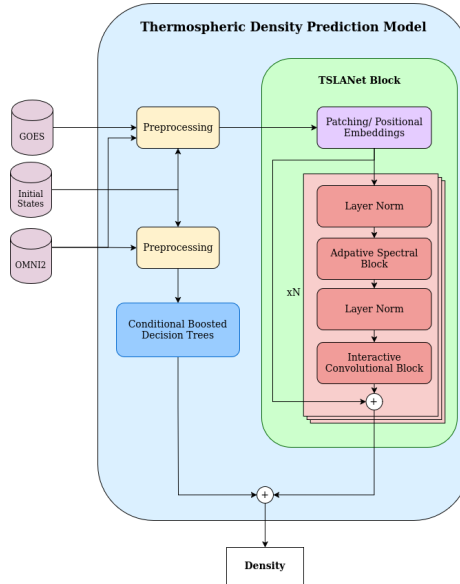 Thermospheric Density Prediction Model
TSLANet Block
GOES
Preprocessing
Patching/ Positional
Embeddings
Initial
States
Layer Norm
OMNI2
Preprocessing
Adpative Spectral
Block
xN
Layer Norm
Conditional Boosted
Decision Trees
Interactive
Convolutional Block
+
+
Density